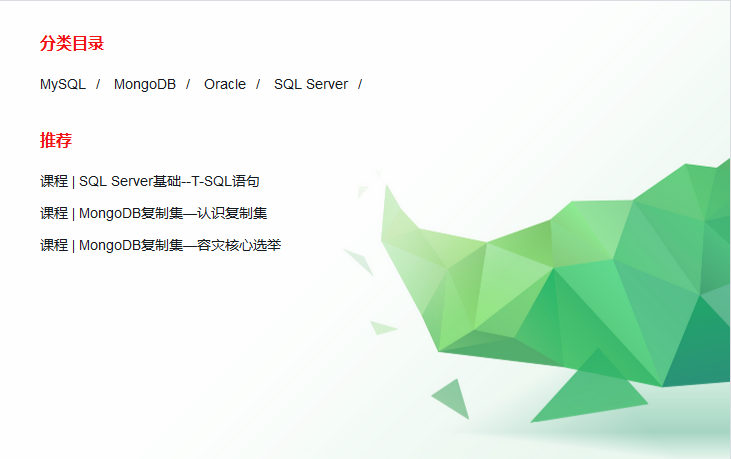 分类目录
MySQL / MongoDB / Oracle / SQL Server /
推荐
课程 | SQL Server基础--T-SQL语句
课程 | MongoDB复制集—认识复制集
课程 | MongoDB复制集—容灾核心选举